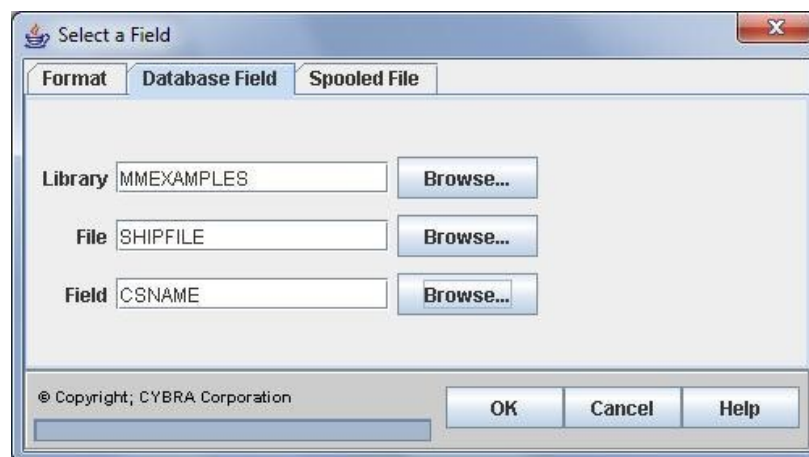 Select a Field
Format Database Field Spooled File
Library MMEXAMPLES Browse...
File SHIPFILE Browse...
Field CSNAME Browse...
© Copyright; CYBRA Corporation
OK Cancel Help